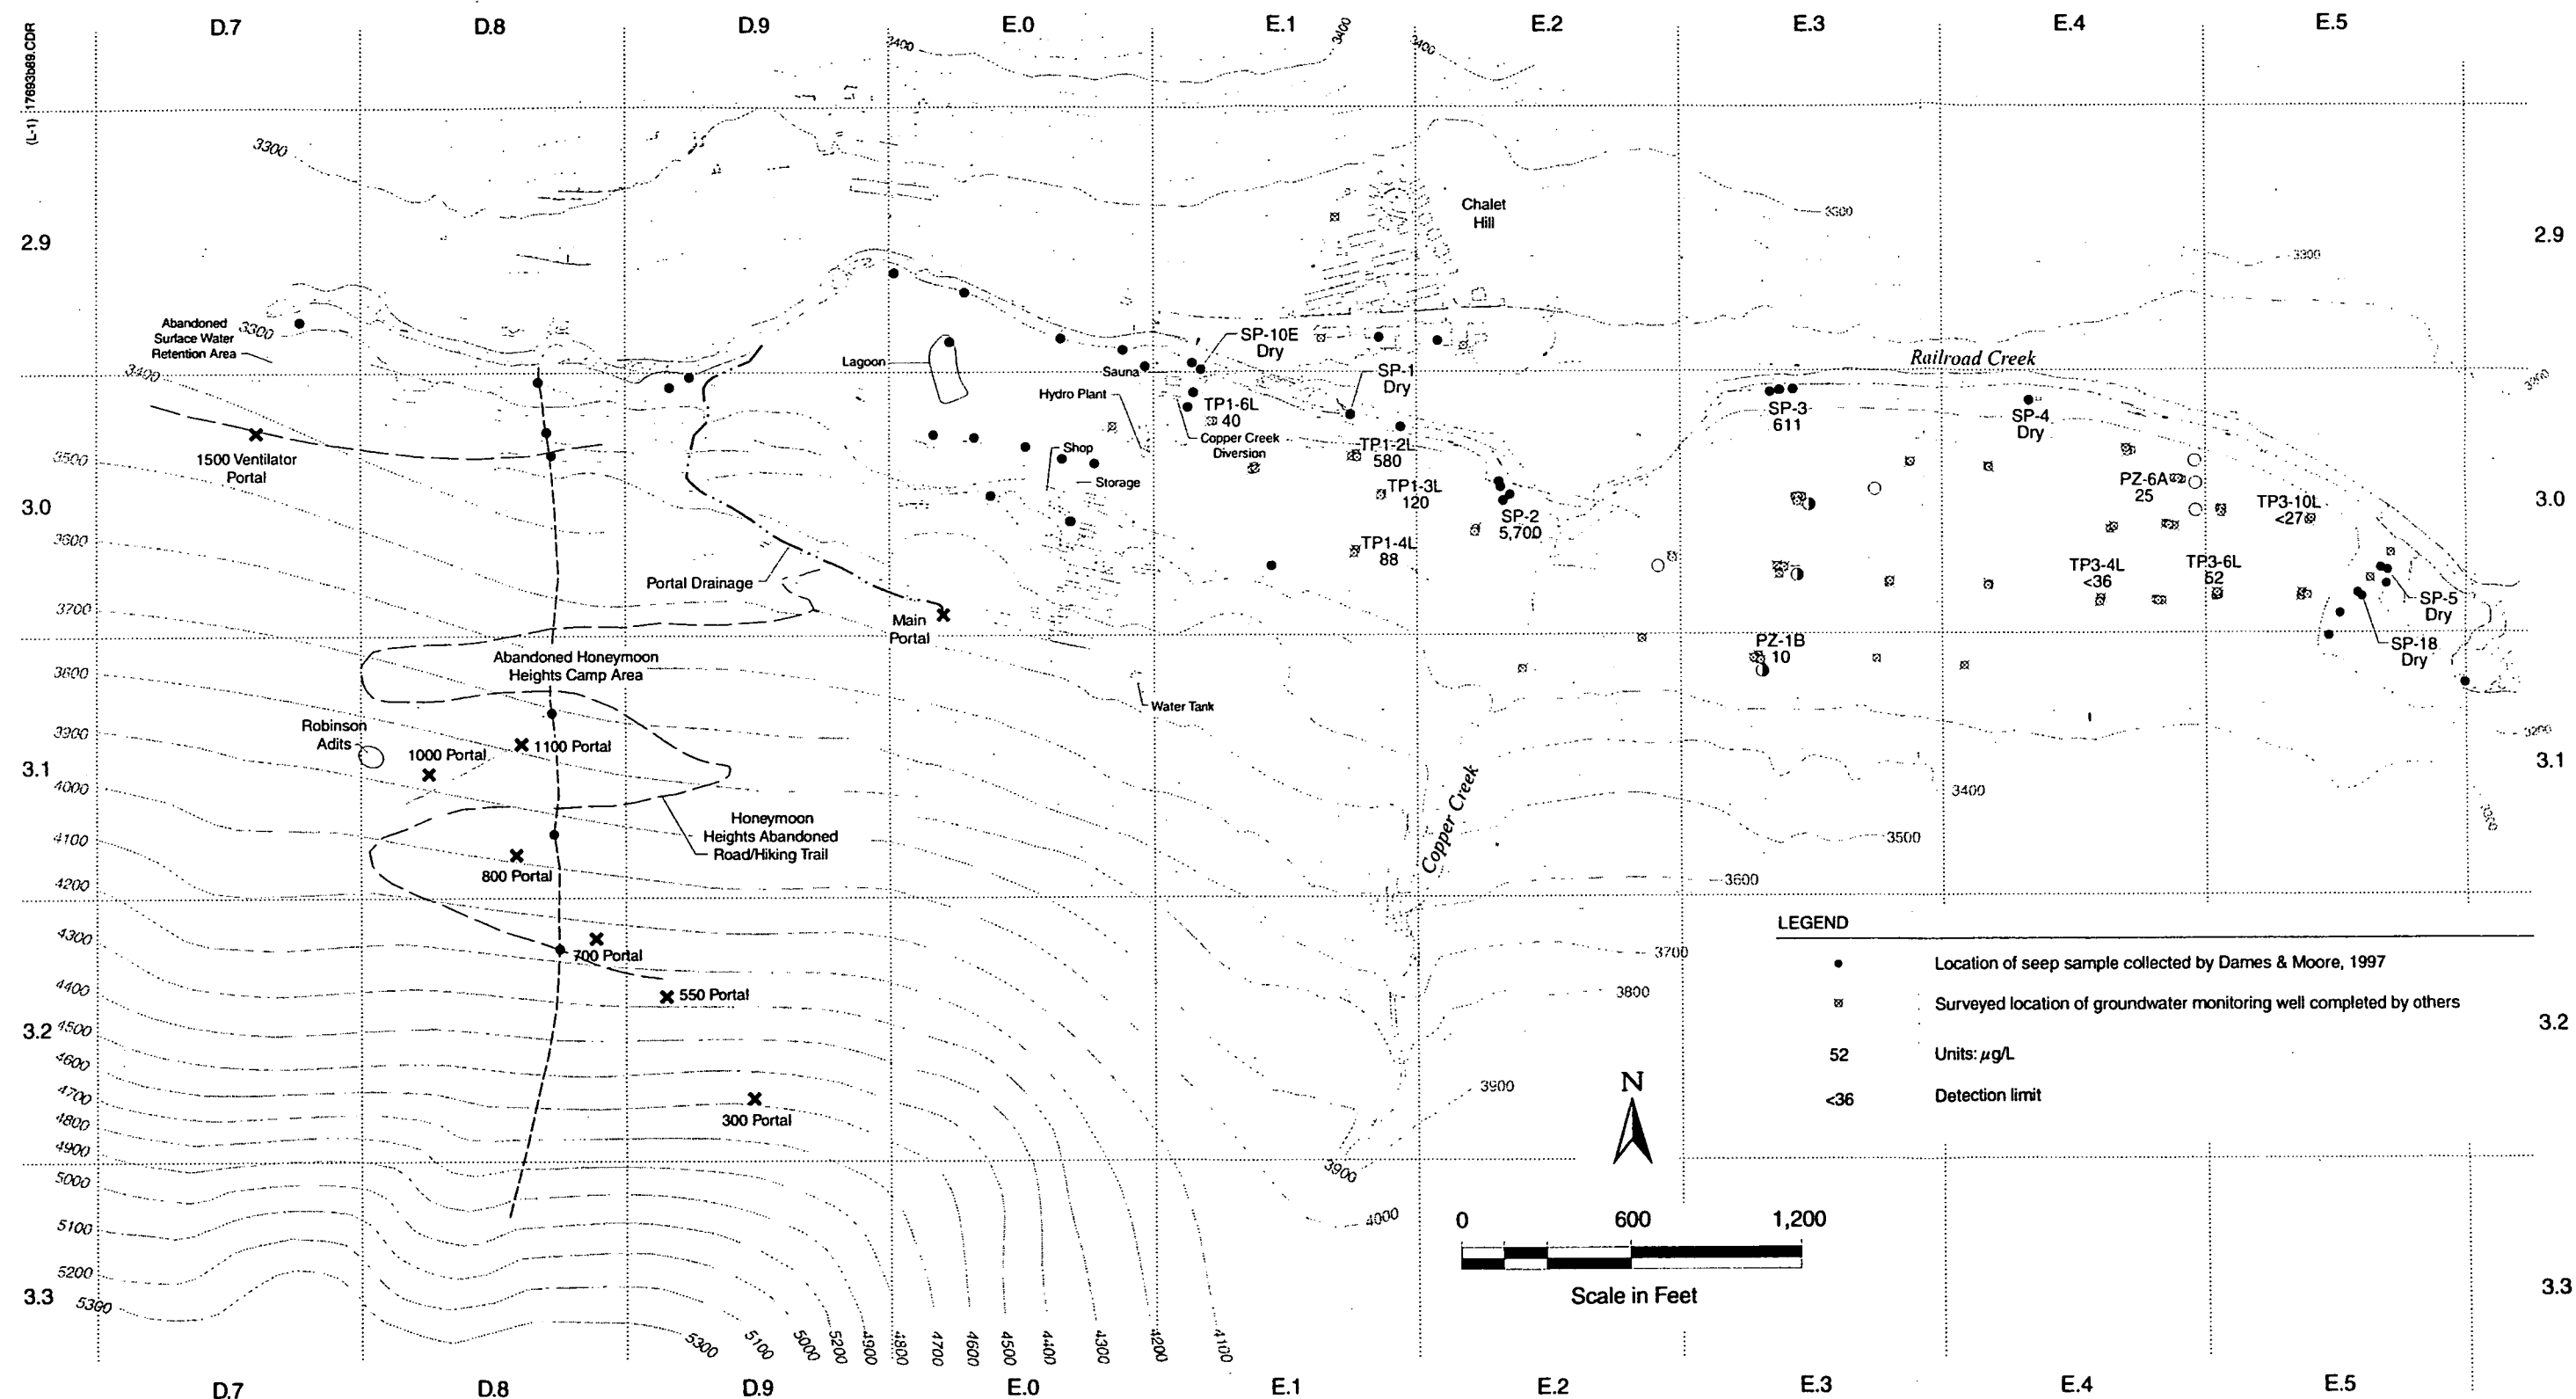 (L-1) 17693b89.CDR
D.7
D.8
D.9
E.0
E.1
E.2
E.3
E.4
E.5
3400
3400
3400
3300
2.9
2.9
Chalet
Hill
3300
3300
Abandoned
Surface Water
Retention Area
3300
3400
Lagoon
Sauna
Hydro Plant
SP-10E
Dry
SP-1
Dry
Railroad Creek
TP1-6L
40
Copper Creek
Diversion
SP-3
611
SP-4
Dry
1500 Ventilator
Portal
3500
Shop
Storage
TP1-2L
580
TP1-3L
120
SP-2
5,700
PZ-6A
25
TP3-10L
<27
3.0
3.0
3600
TP1-4L
88
TP3-4L
<36
TP3-6L
52
SP-5
Dry
Portal Drainage
3700
Main
Portal
PZ-1B
10
SP-18
Dry
Abandoned Honeymoon
Heights Camp Area
3800
Water Tank
Robinson
Adits
3900
1000 Portal
1100 Portal
3200
3.1
3.1
4000
3400
3300
Honeymoon
Heights Abandoned
Road/Hiking Trail
Copper Creek
4100
3500
800 Portal
4200
3600
LEGEND
4300
700 Portal
3700
Location of seep sample collected by Dames & Moore, 1997
4400
550 Portal
3800
Surveyed location of groundwater monitoring well completed by others
3.2
3.2
4500
52
Units: µg/L
4600
3900
<36
Detection limit
4700
300 Portal
4800
4900
N
5000
3900
5100
4000
0
600
1,200
Scale in Feet
5200
3.3
3.3
5300
5300
5100
5000
5200
4900
4800
4700
4600
4500
4400
4300
4200
4100
D.7
D.8
D.9
E.0
E.1
E.2
E.3
E.4
E.5